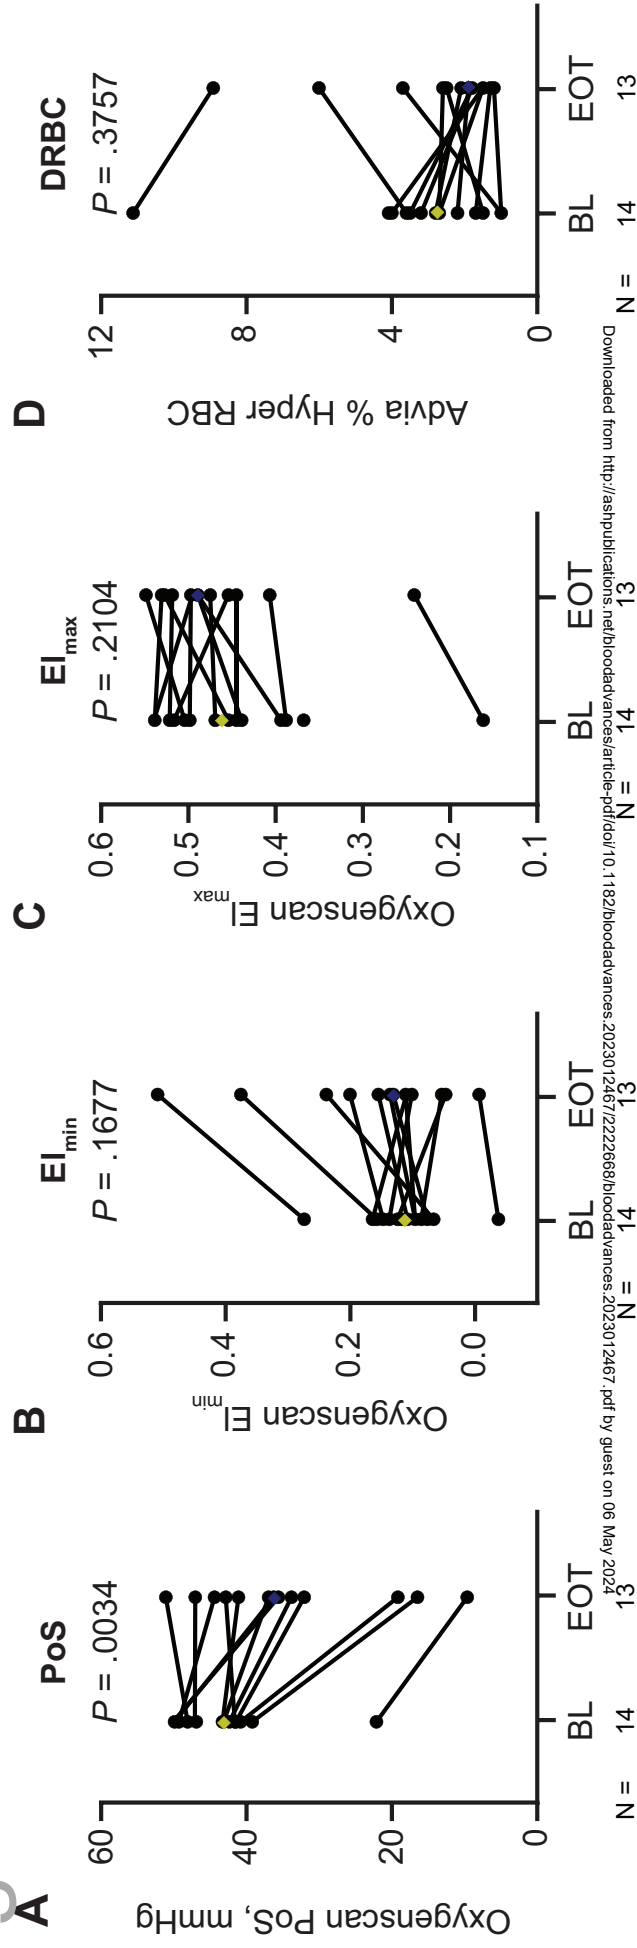 A
PoS
P = .0034
Oxygenscan PoS, mmHg
60
40
20
0
BL
EOT
N =
14
13
B
EImin
P = .1677
Oxygenscan EImin
0.6
0.4
0.2
0.0
BL
EOT
N =
14
13
C
EImax
P = .2104
Oxygenscan EImax
0.6
0.5
0.4
0.3
0.2
0.1
BL
EOT
N =
14
13
D
DRBC
P = .3757
Advia % Hyper RBC
12
8
4
0
BL
EOT
N =
14
13
Downloaded from http://ashpublications.net/bloodadvances/article-pdf/doi/10.1182/bloodadvances.2023012467/2222668/bloodadvances.2023012467.pdf by guest on 06 May 2024